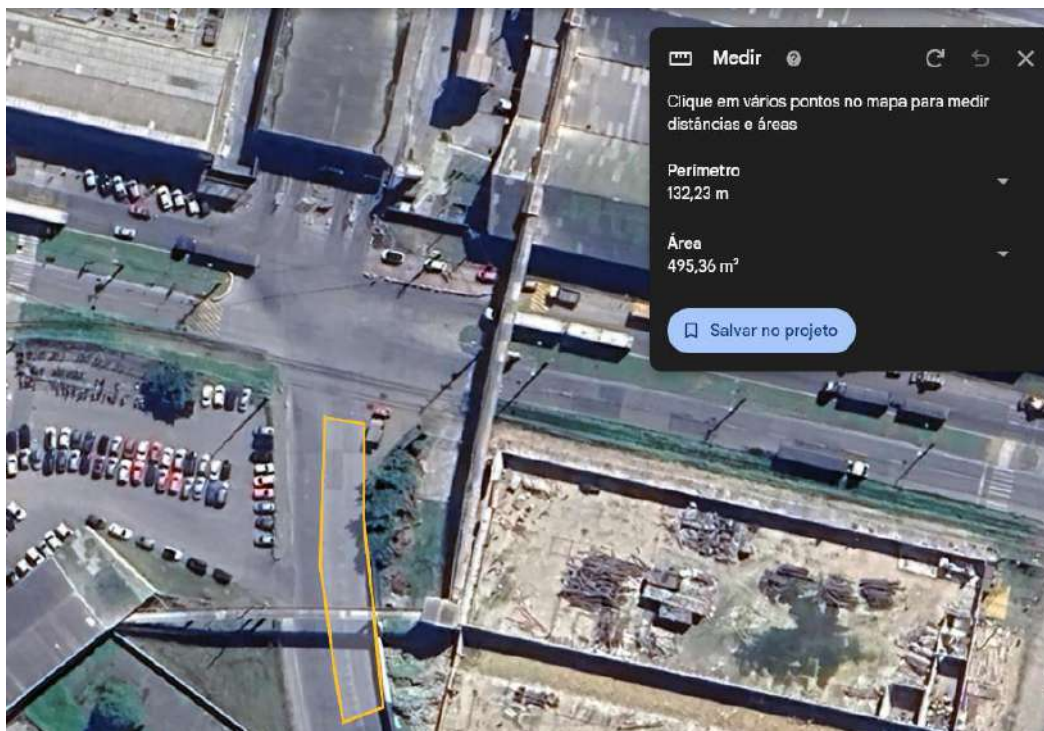 Medir
Clique em vários pontos no mapa para medir
distâncias e áreas
Perímetro
132,23 m
Área
495,36 m²
Salvar no projeto